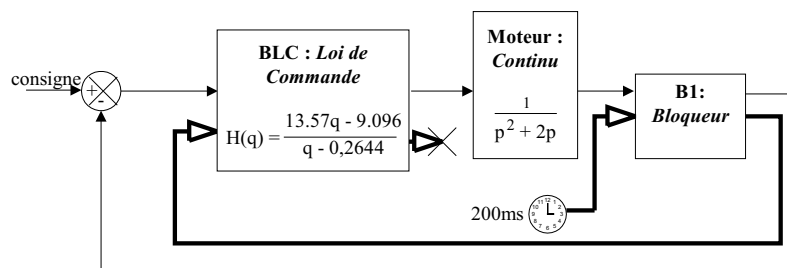 consigne
+
-
BLC : Loi de
Commande
H(q) = 13.57q - 9.096
q - 0,2644
Moteur :
Continu
1
p² + 2p
B1:
Bloqueur
200ms